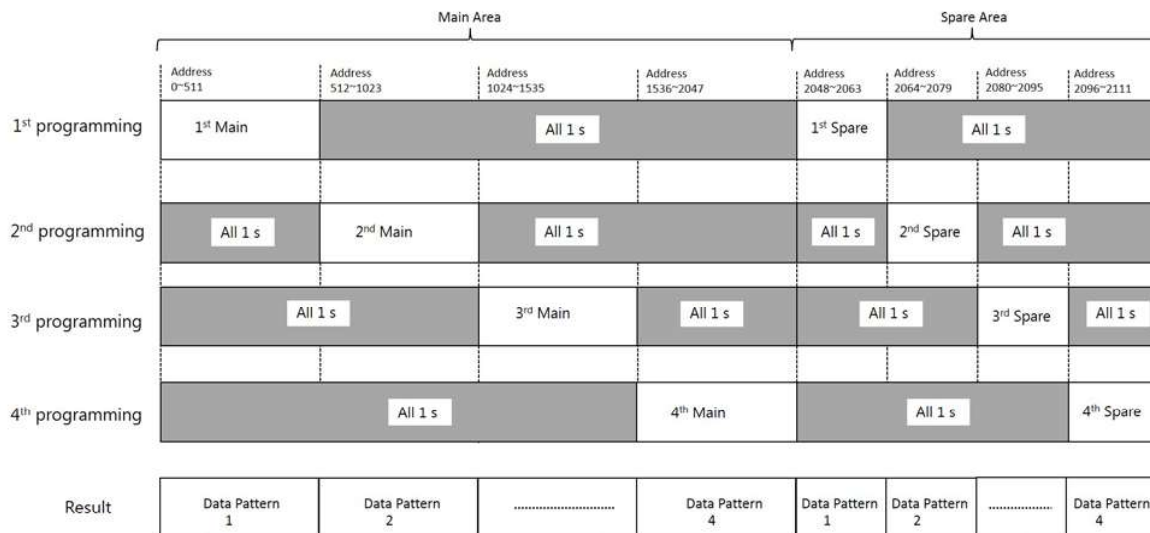 Main Area
Spare Area
Address
0~511
Address
512~1023
Address
1024~1535
Address
1536~2047
Address
2048~2063
Address
2064~2079
Address
2080~2095
Address
2096~2111
1st programming
1st Main
All 1 s
1st Spare
All 1 s
2nd programming
All 1 s
2nd Main
All 1 s
All 1 s
2nd Spare
All 1 s
3rd programming
All 1 s
3rd Main
All 1 s
All 1 s
3rd Spare
All 1 s
4th programming
All 1 s
4th Main
All 1 s
4th Spare
Result
Data Pattern
1
Data Pattern
2
........................
Data Pattern
4
Data Pattern
1
Data Pattern
2
...............
Data Pattern
4